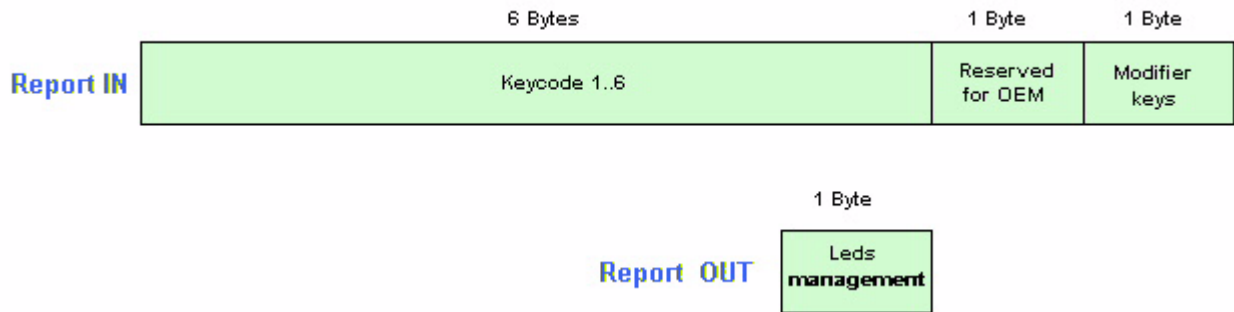 6 Bytes 1 Byte 1 Byte
Report IN Keycode 1..6 Reserved for OEM Modifier keys
1 Byte
Report OUT Leds management